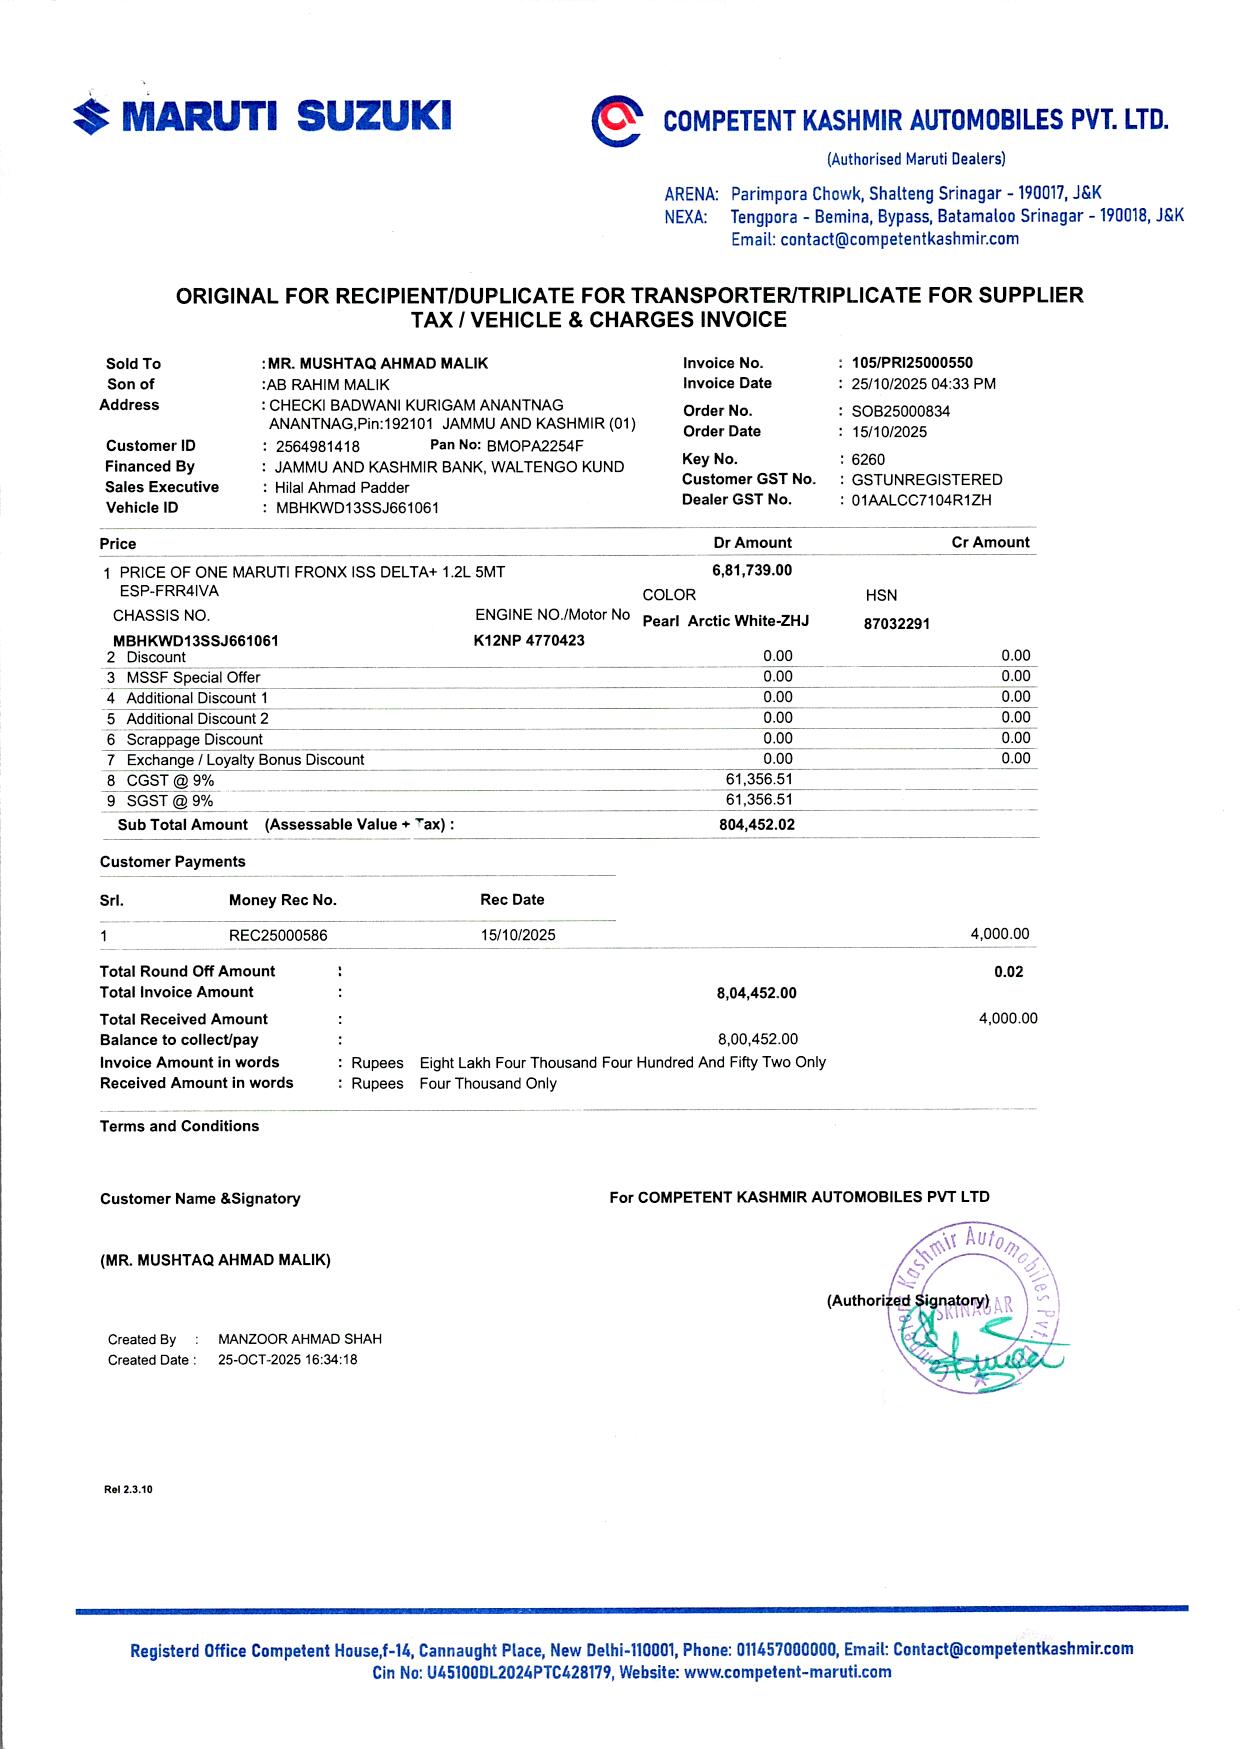 MARUTI SUZUKI
COMPETENT KASHMIR AUTOMOBILES PVT. LTD.
(Authorised Maruti Dealers)
ARENA: Parimpora Chowk, Shalteng Srinagar - 190017, J&K
NEXA: Tengpora - Bemina, Bypass, Batamaloo Srinagar - 190018, J&K
Email: contact@competentkashmir.com
ORIGINAL FOR RECIPIENT/DUPLICATE FOR TRANSPORTER/TRIPLICATE FOR SUPPLIER
TAX / VEHICLE & CHARGES INVOICE
Sold To :MR. MUSHTAQ AHMAD MALIK
Son of :AB RAHIM MALIK
Address : CHECKI BADWANI KURIGAM ANANTNAG
ANANTNAG,Pin:192101 JAMMU AND KASHMIR (01)
Customer ID : 2564981418 Pan No: BMOPA2254F
Financed By : JAMMU AND KASHMIR BANK, WALTENGO KUND
Sales Executive : Hilal Ahmad Padder
Vehicle ID : MBHKWD13SSJ661061
Invoice No. : 105/PRI25000550
Invoice Date : 25/10/2025 04:33 PM
Order No. : SOB25000834
Order Date : 15/10/2025
Key No. : 6260
Customer GST No. : GSTUNREGISTERED
Dealer GST No. : 01AALCC7104R1ZH
Price Dr Amount Cr Amount
1 PRICE OF ONE MARUTI FRONX ISS DELTA+ 1.2L 5MT 6,81,739.00
ESP-FRR4IVA COLOR HSN
CHASSIS NO. ENGINE NO./Motor No Pearl Arctic White-ZHJ 87032291
MBHKWD13SSJ661061 K12NP 4770423
2 Discount 0.00 0.00
3 MSSF Special Offer 0.00 0.00
4 Additional Discount 1 0.00 0.00
5 Additional Discount 2 0.00 0.00
6 Scrappage Discount 0.00 0.00
7 Exchange / Loyalty Bonus Discount 0.00 0.00
8 CGST @ 9% 61,356.51
9 SGST @ 9% 61,356.51
Sub Total Amount (Assessable Value + Tax) : 804,452.02
Customer Payments
Srl. Money Rec No. Rec Date
1 REC25000586 15/10/2025 4,000.00
Total Round Off Amount : 0.02
Total Invoice Amount : 8,04,452.00
Total Received Amount : 4,000.00
Balance to collect/pay : 8,00,452.00
Invoice Amount in words : Rupees Eight Lakh Four Thousand Four Hundred And Fifty Two Only
Received Amount in words : Rupees Four Thousand Only
Terms and Conditions
Customer Name &Signatory For COMPETENT KASHMIR AUTOMOBILES PVT LTD
(MR. MUSHTAQ AHMAD MALIK)
(Authorized Signatory)
Competent Kashmir Automobiles Pvt. Ltd.
SRINAGAR
Created By : MANZOOR AHMAD SHAH
Created Date : 25-OCT-2025 16:34:18
Rel 2.3.10
Registerd Office Competent House,f-14, Cannaught Place, New Delhi-110001, Phone: 011457000000, Email: Contact@competentkashmir.com
Cin No: U45100DL2024PTC428179, Website: www.competent-maruti.com